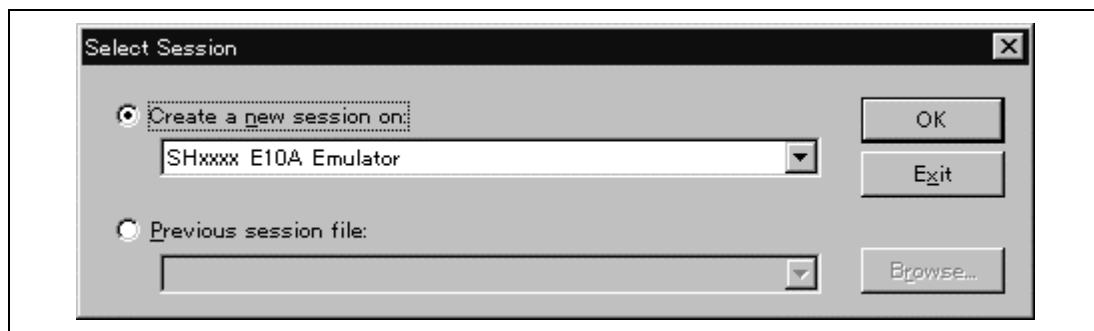 Select Session
Create a new session on:
OK
SHxxxx E10A Emulator
Exit
Previous session file:
Browse...